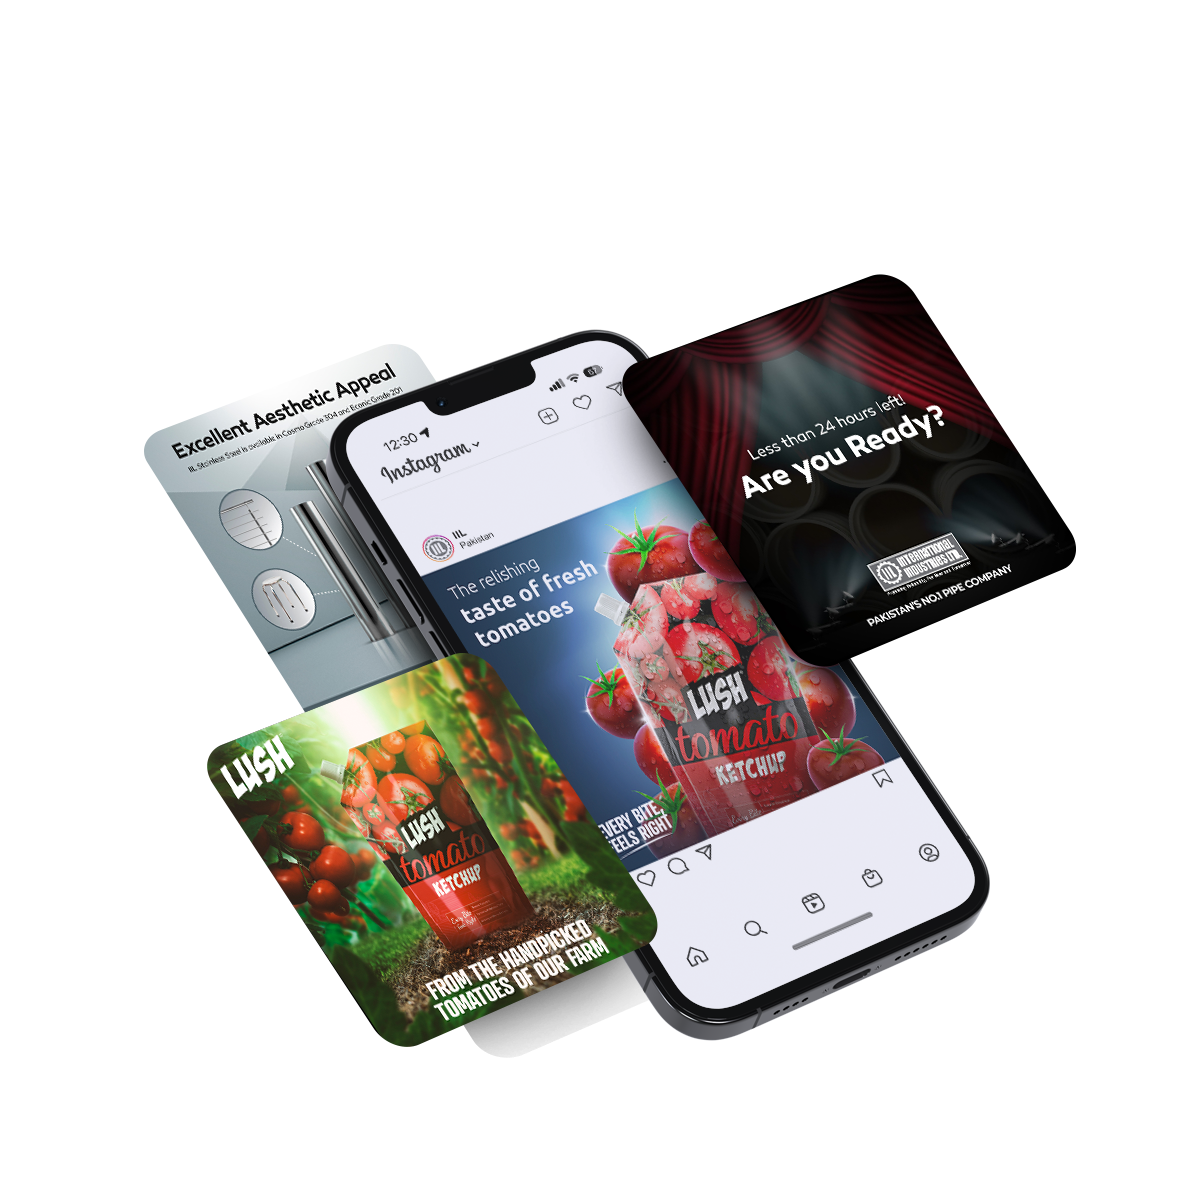 Excellent Aesthetic Appeal
IIL Stainless Steel is available in Cosmo Grade 304 and Econic Grade 201
12:30
57
Instagram
IIL
Pakistan
The relishing
taste of fresh
tomatoes
LUSH
tomato
KETCHUP
EVERY BITE,
FEELS RIGHT
Less than 24 hours left!
Are you Ready?
IIL
INTERNATIONAL
INDUSTRIES LTD.
PAKISTAN'S NO.1 PIPE COMPANY
LUSH
LUSH
tomato
KETCHUP
Every Bite
FROM THE HANDPICKED
TOMATOES OF OUR FARM